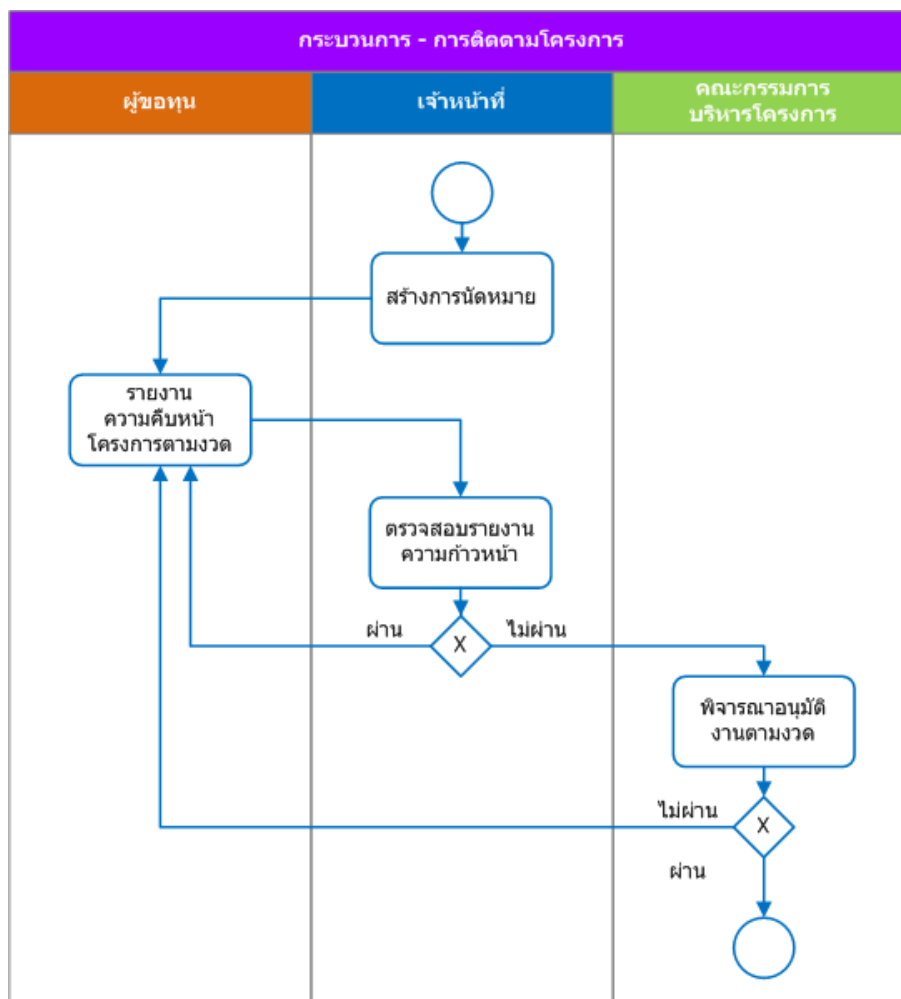 กระบวนการ - การติดตามโครงการ
ผู้ขอทุน
เจ้าหน้าที่
คณะกรรมการ
บริหารโครงการ
สร้างการนัดหมาย
รายงาน
ความคืบหน้า
โครงการตามงวด
ตรวจสอบรายงาน
ความก้าวหน้า
ผ่าน
X
ไม่ผ่าน
พิจารณาอนุมัติ
งานตามงวด
ไม่ผ่าน
X
ผ่าน